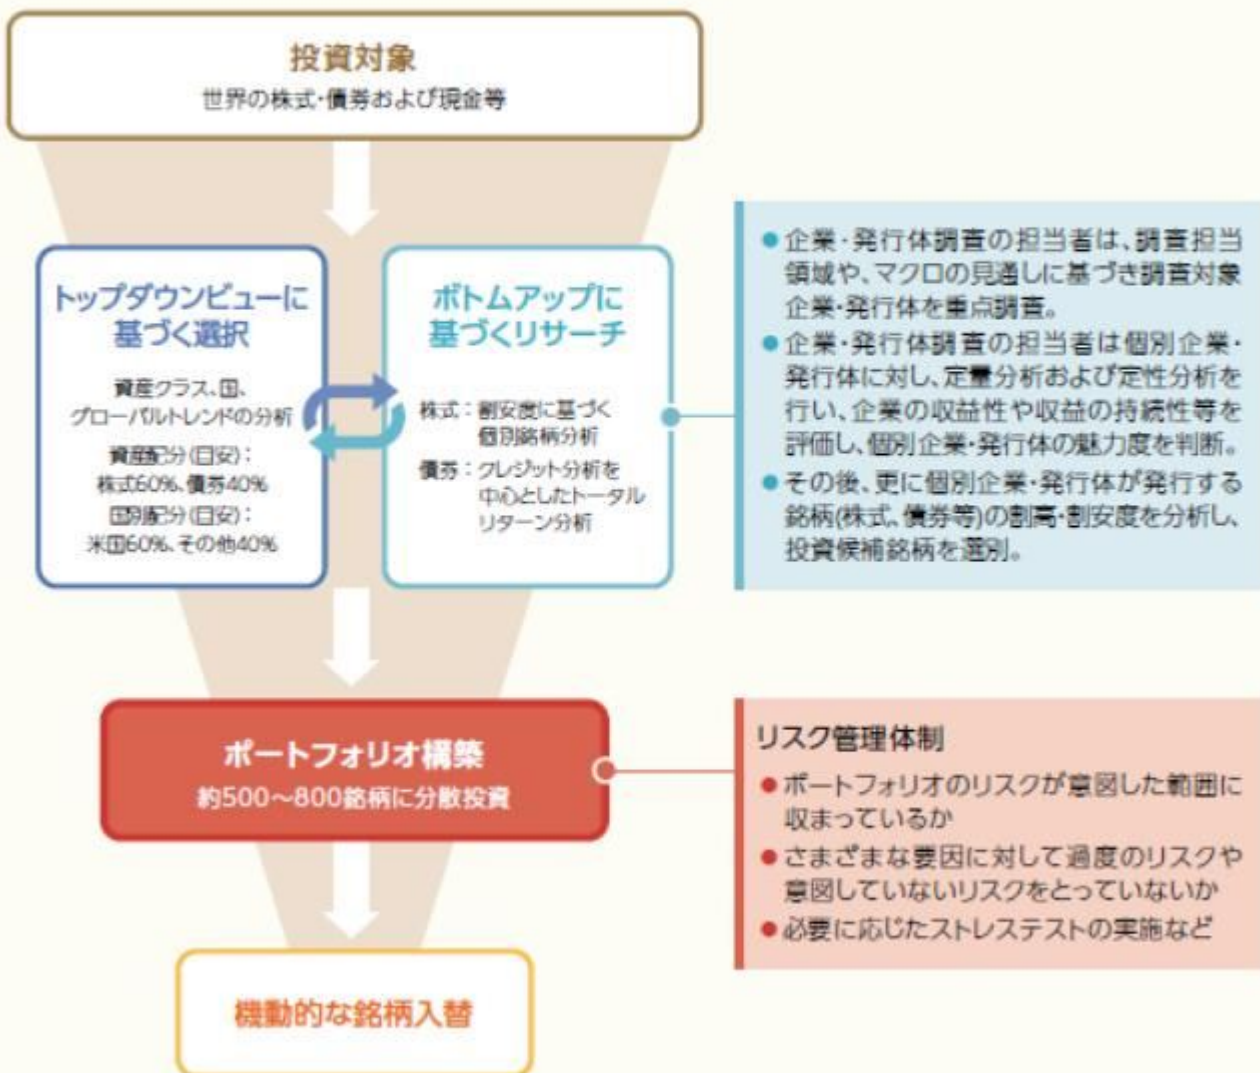 投資対象
世界の株式・債券および現金等
トップダウンビューに
基づく選択
資産クラス、国、
グローバルトレンドの分析
資産配分(目安)：
株式60%、債券40%
国別配分(目安)：
米国60%、その他40%
ボトムアップに
基づくリサーチ
株式：割安度に基づく
個別銘柄分析
債券：クレジット分析を
中心としたトータル
リターン分析
●企業・発行体調査の担当者は、調査担当
領域や、マクロの見通しに基づき調査対象
企業・発行体を重点調査。
●企業・発行体調査の担当者は個別企業・
発行体に対し、定量分析および定性分析を
行い、企業の収益性や収益の持続性等を
評価し、個別企業・発行体の魅力度を判断。
●その後、更に個別企業・発行体が発行する
銘柄(株式、債券等)の割高・割安度を分析し、
投資候補銘柄を選別。
ポートフォリオ構築
約500～800銘柄に分散投資
リスク管理体制
●ポートフォリオのリスクが意図した範囲に
収まっているか
●さまざまな要因に対して過度のリスクや
意図していないリスクをとっていないか
●必要に応じたストレステストの実施など
機動的な銘柄入替